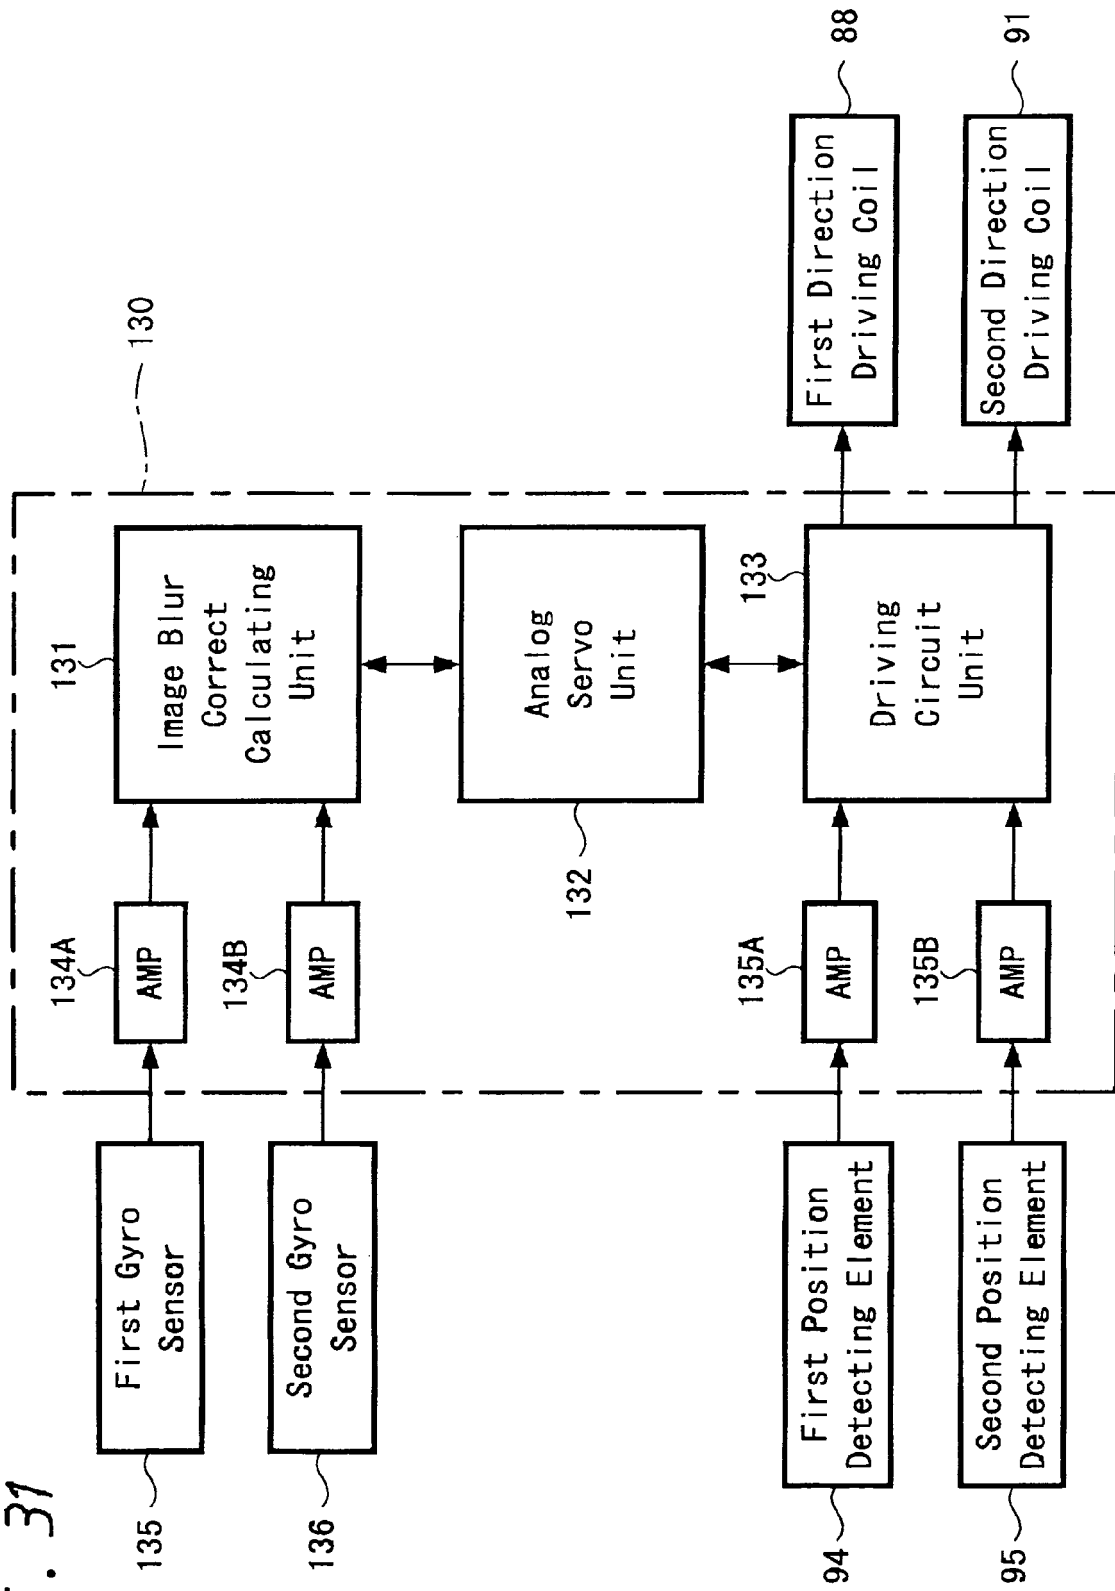 . 31
135
First Gyro
Sensor
136
Second Gyro
Sensor
134A
AMP
134B
AMP
131
Image Blur
Correct
Calculating
Unit
130
Analog
Servo
Unit
132
94
First Position
Detecting Element
95
Second Position
Detecting Element
135A
AMP
135B
AMP
133
Driving
Circuit
Unit
First Direction
Driving Coil
88
Second Direction
Driving Coil
91